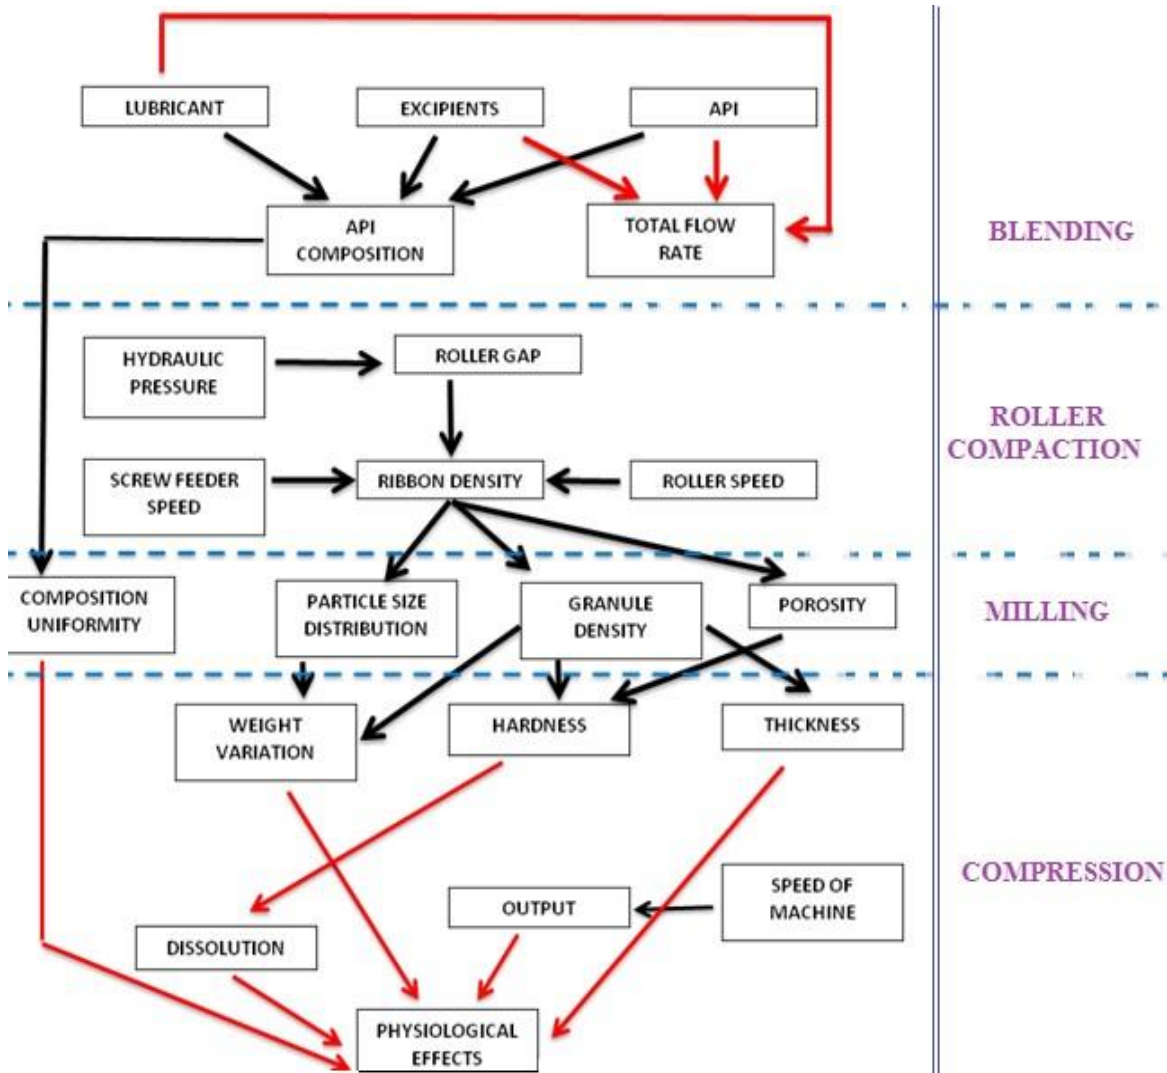 LUBRICANT
EXCIPIENTS
API
API
COMPOSITION
TOTAL FLOW
RATE
BLENDING
HYDRAULIC
PRESSURE
ROLLER GAP
SCREW FEEDER
SPEED
RIBBON DENSITY
ROLLER SPEED
ROLLER
COMPACTION
COMPOSITION
UNIFORMITY
PARTICLE SIZE
DISTRIBUTION
GRANULE
DENSITY
POROSITY
MILLING
WEIGHT
VARIATION
HARDNESS
THICKNESS
DISSOLUTION
OUTPUT
SPEED OF
MACHINE
COMPRESSION
PHYSIOLOGICAL
EFFECTS